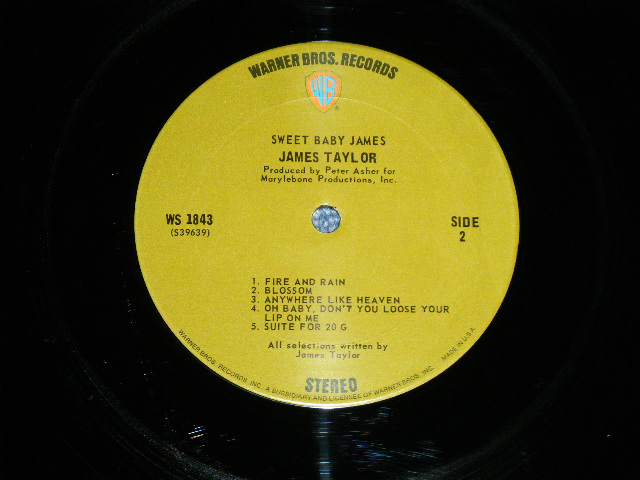 WARNER BROS. RECORDS
WB
®
SWEET BABY JAMES
JAMES TAYLOR
Produced by Peter Asher for
Marylebone Productions, Inc.
WS 1843
(S39639)
SIDE
2
1. FIRE AND RAIN
2. BLOSSOM
3. ANYWHERE LIKE HEAVEN
4. OH BABY, DON'T YOU LOOSE YOUR
LIP ON ME
5. SUITE FOR 20 G
All selections written by
James Taylor
STEREO
WARNER BROS. RECORDS INC. A SUBSIDIARY AND LICENSEE OF WARNER BROS. INC. MADE IN U.S.A.